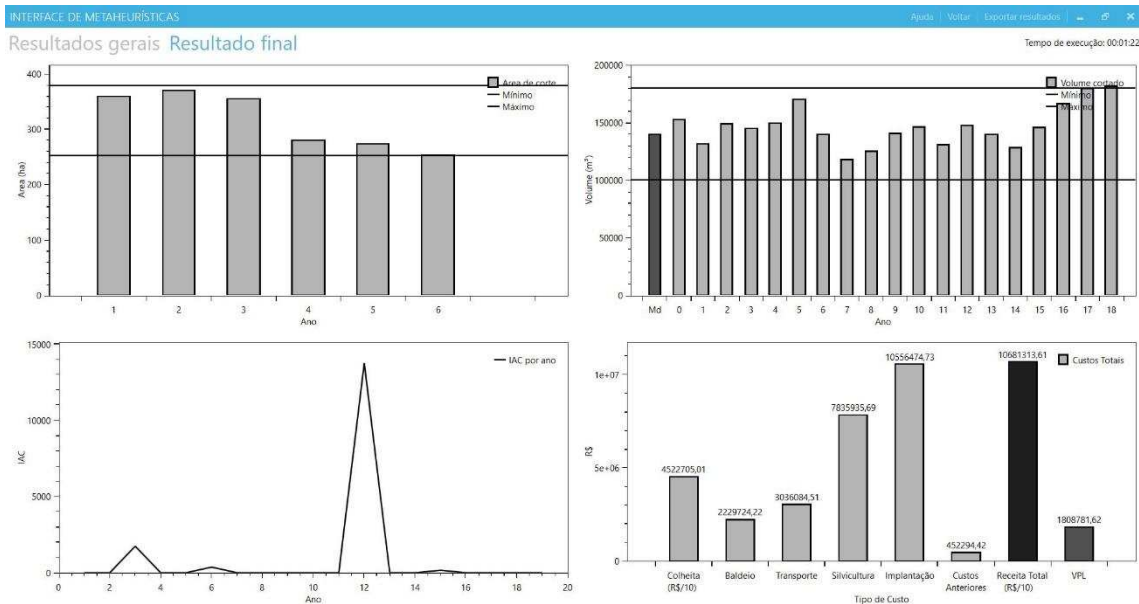 INTERFACE DE METAHEURÍSTICAS
Ajuda Voltar Exportar resultados
Resultados gerais Resultado final
Tempo de execução: 00:01:22
400
300
200
100
0
Area (ha)
Area de corte
Mínimo
Máximo
1 2 3 4 5 6
Ano
200000
150000
100000
50000
0
Volume (m³)
Volume cortado
Mínimo
Máximo
Md 0 1 2 3 4 5 6 7 8 9 10 11 12 13 14 15 16 17 18
Ano
15000
10000
5000
0
IAC
IAC por ano
0 2 4 6 8 10 12 14 16 18 20
Ano
1e+07
5e+06
0
R$
Custos Totais
4522705,01
2229724,22
3036084,51
7835935,69
10556474,73
452294,42
10681313,61
1808781,62
Colheita Baldeio Transporte Silvicultura Implantação Custos Receita Total VPL
(R$/10) Anteriores (R$/10)
Tipo de Custo